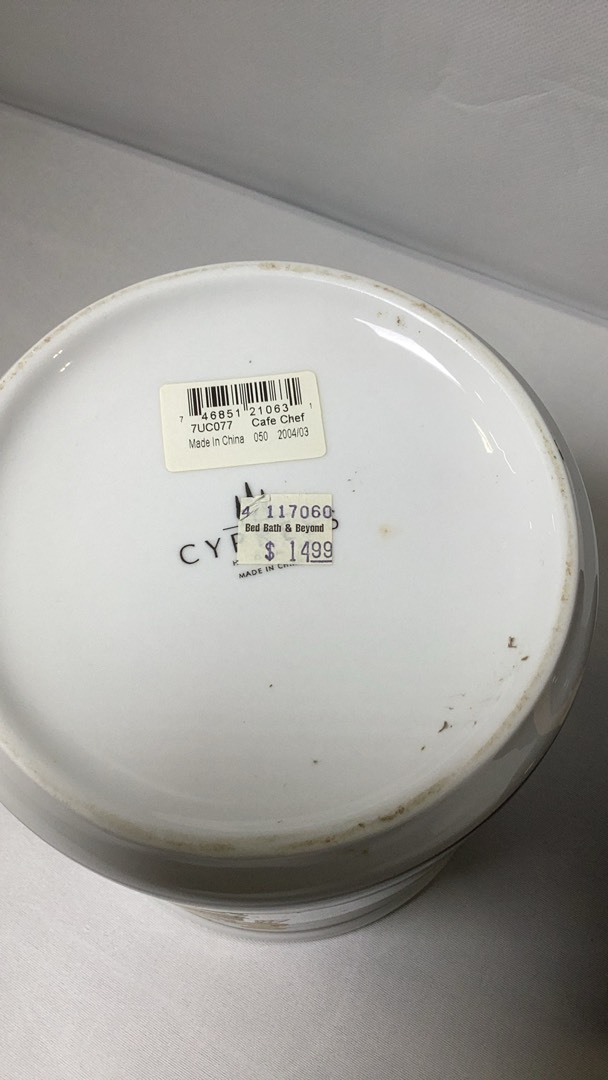 7 46851 21063 1
7UC077 Cafe Chef
Made In China 050 2004/03
4 117060
Bed Bath & Beyond
$ 1499
MADE IN